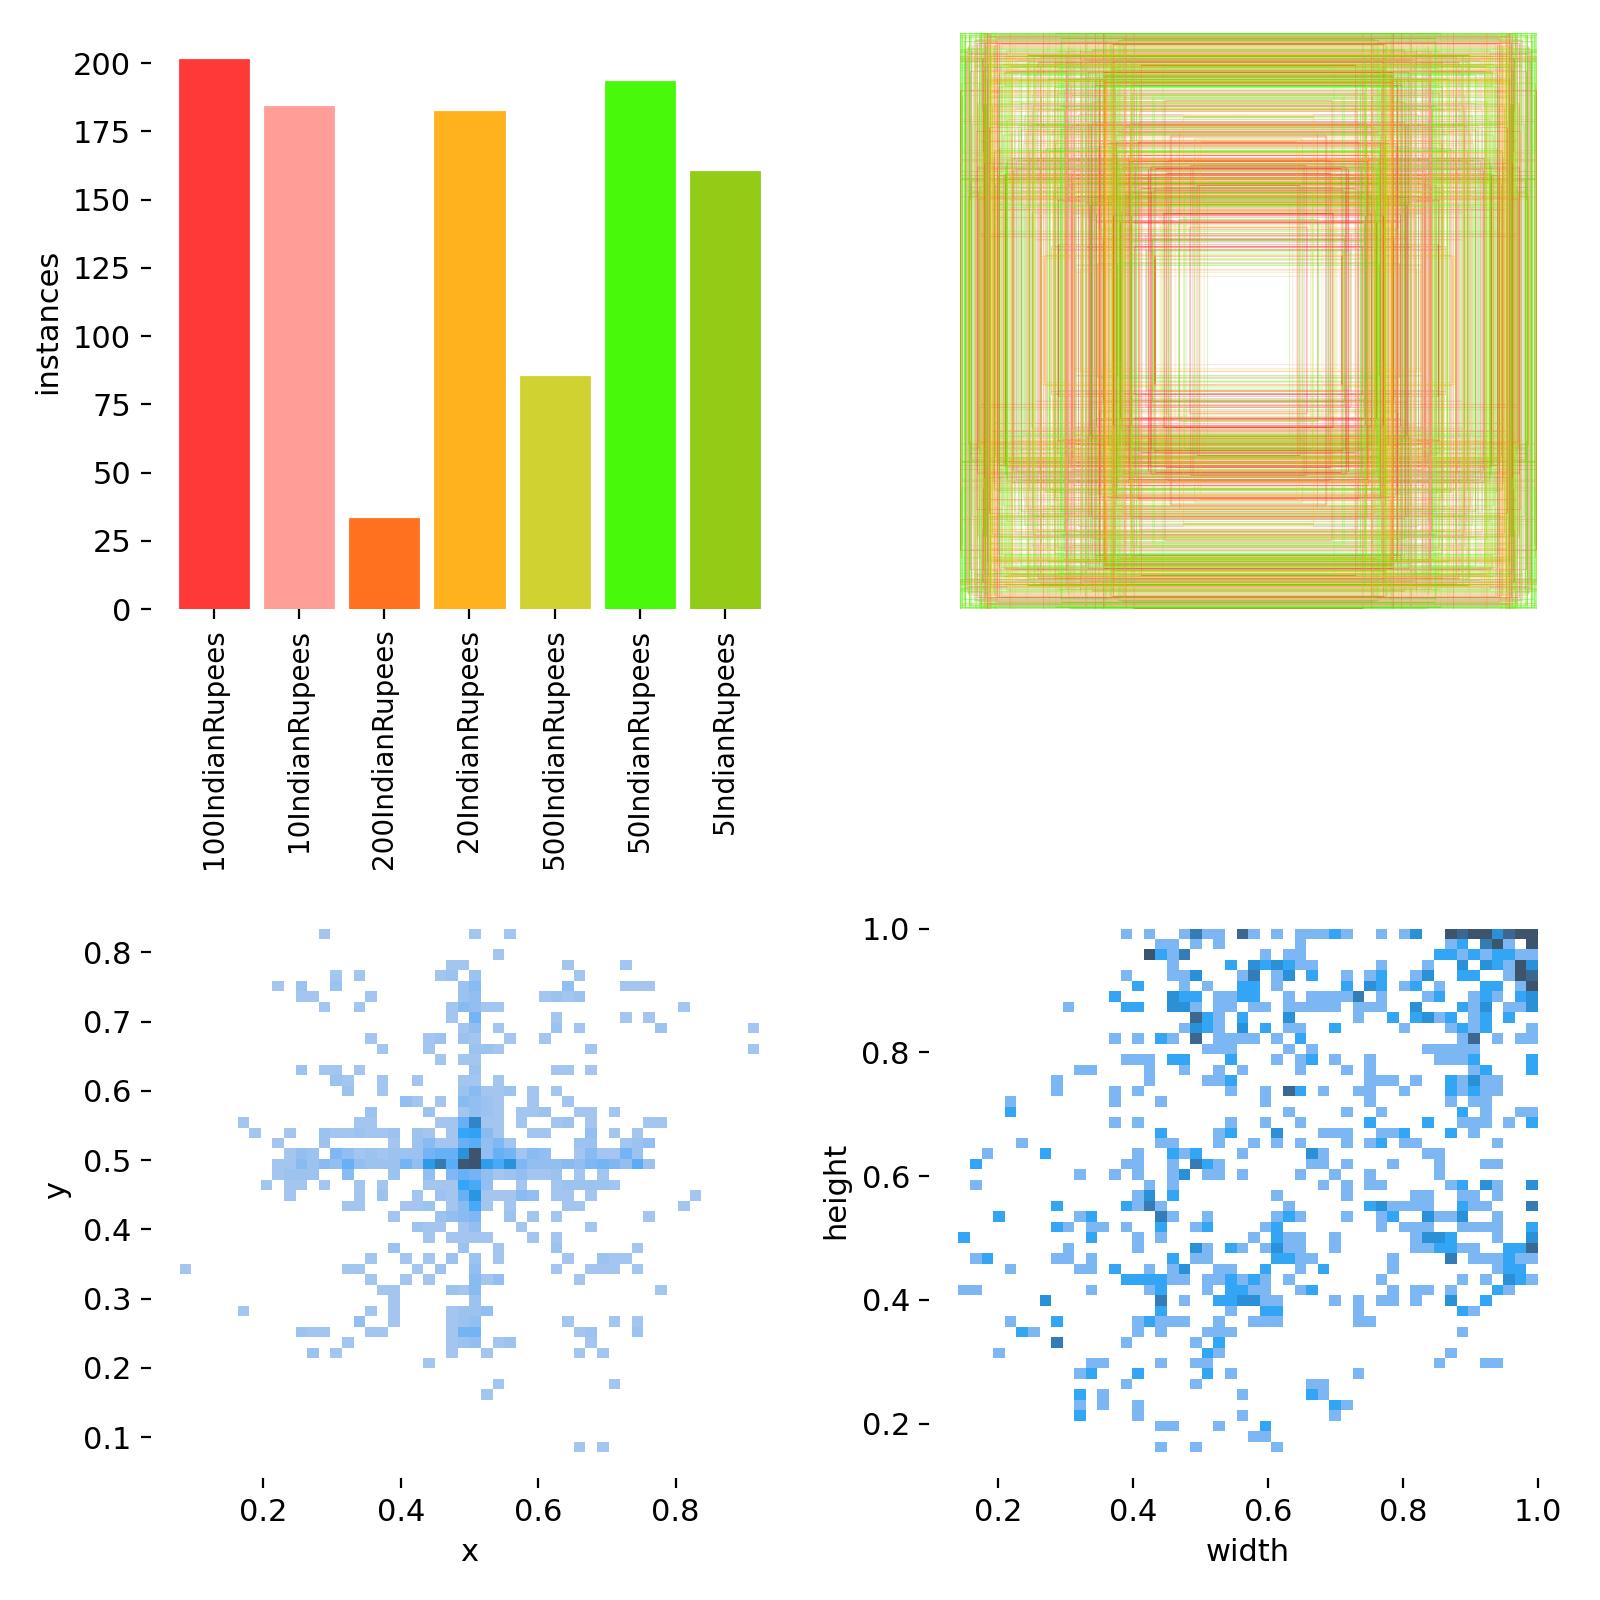 instances
200
175
150
125
100
75
50
25
0
100IndianRupees
10IndianRupees
200IndianRupees
20IndianRupees
500IndianRupees
50IndianRupees
5IndianRupees
y
0.8
0.7
0.6
0.5
0.4
0.3
0.2
0.1
0.2 0.4 0.6 0.8
x
height
1.0
0.8
0.6
0.4
0.2
0.2 0.4 0.6 0.8 1.0
width